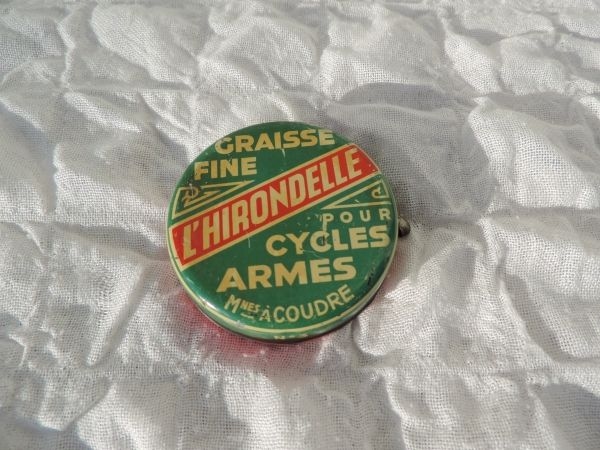 GRAISSE
FINE
L'HIRONDELLE
POUR
CYCLES
ARMES
MNES À COUDRE